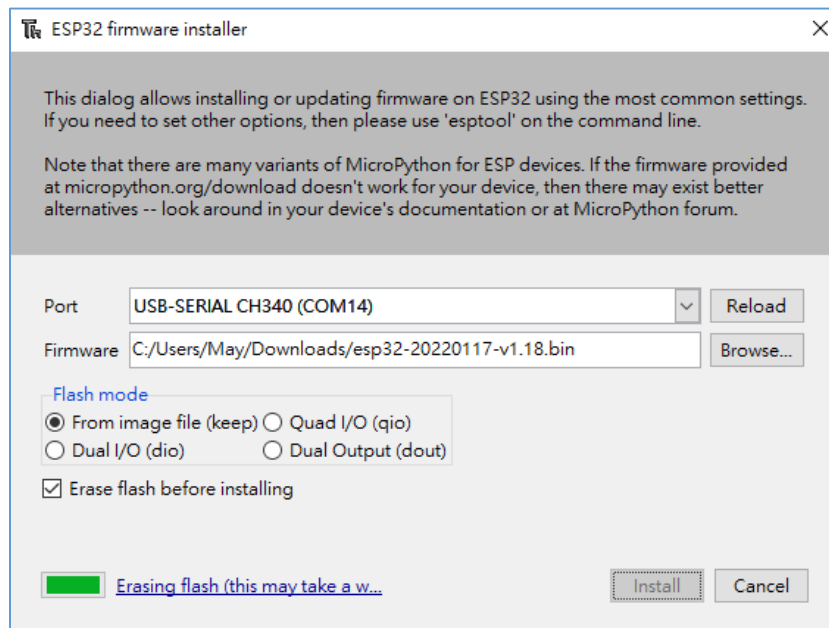 ESP32 firmware installer
This dialog allows installing or updating firmware on ESP32 using the most common settings.
If you need to set other options, then please use 'esptool' on the command line.
Note that there are many variants of MicroPython for ESP devices. If the firmware provided
at micropython.org/download doesn't work for your device, then there may exist better
alternatives -- look around in your device's documentation or at MicroPython forum.
Port USB-SERIAL CH340 (COM14) Reload
Firmware C:/Users/May/Downloads/esp32-20220117-v1.18.bin Browse...
Flash mode
From image file (keep) Quad I/O (qio)
Dual I/O (dio) Dual Output (dout)
Erase flash before installing
Erasing flash (this may take a w... Install Cancel